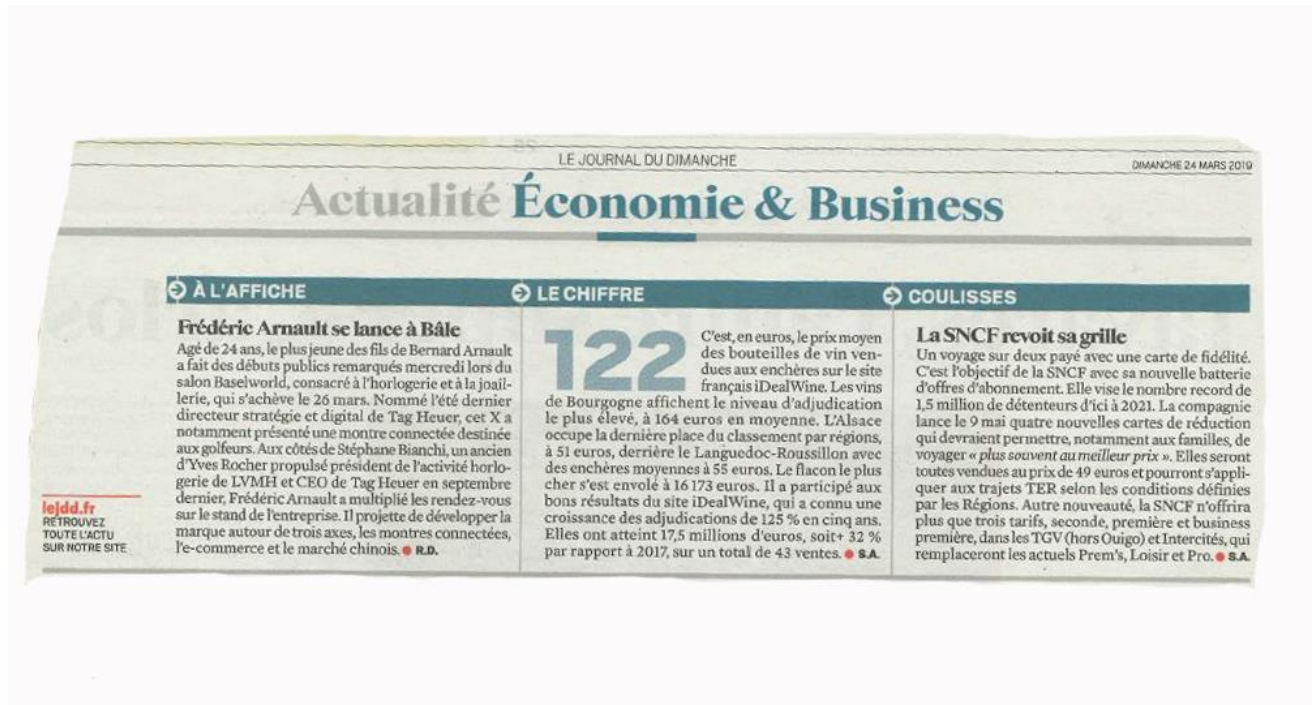 LE JOURNAL DU DIMANCHE
DIMANCHE 24 MARS 2019
Actualité Économie & Business
À L'AFFICHE
Frédéric Arnault se lance à Bâle
Agé de 24 ans, le plus jeune des fils de Bernard Arnault
a fait des débuts publics remarqués mercredi lors du
salon Baselworld, consacré à l'horlogerie et à la joail-
lerie, qui s'achève le 26 mars. Nommé l'été dernier
directeur stratégie et digital de Tag Heuer, cet X a
notamment présenté une montre connectée destinée
aux golfeurs. Aux côtés de Stéphane Bianchi, un ancien
d'Yves Rocher propulsé président de l'activité horlo-
gerie de LVMH et CEO de Tag Heuer en septembre
dernier, Frédéric Arnault a multiplié les rendez-vous
sur le stand de l'entreprise. Il projette de développer la
marque autour de trois axes, les montres connectées,
l'e-commerce et le marché chinois. ● R.D.
LE CHIFFRE
122
C'est, en euros, le prix moyen
des bouteilles de vin ven-
dues aux enchères sur le site
français iDealWine. Les vins
de Bourgogne affichent le niveau d'adjudication
le plus élevé, à 164 euros en moyenne. L'Alsace
occupe la dernière place du classement par régions,
à 51 euros, derrière le Languedoc-Roussillon avec
des enchères moyennes à 55 euros. Le flacon le plus
cher s'est envolé à 16 173 euros. Il a participé aux
bons résultats du site iDealWine, qui a connu une
croissance des adjudications de 125 % en cinq ans.
Elles ont atteint 17,5 millions d'euros, soit+ 32 %
par rapport à 2017, sur un total de 43 ventes. ● S.A.
COULISSES
La SNCF revoit sa grille
Un voyage sur deux payé avec une carte de fidélité.
C'est l'objectif de la SNCF avec sa nouvelle batterie
d'offres d'abonnement. Elle vise le nombre record de
1,5 million de détenteurs d'ici à 2021. La compagnie
lance le 9 mai quatre nouvelles cartes de réduction
qui devraient permettre, notamment aux familles, de
voyager « plus souvent au meilleur prix ». Elles seront
toutes vendues au prix de 49 euros et pourront s'appli-
quer aux trajets TER selon les conditions définies
par les Régions. Autre nouveauté, la SNCF n'offrira
plus que trois tarifs, seconde, première et business
première, dans les TGV (hors Ouigo) et Intercités, qui
remplaceront les actuels Prem's, Loisir et Pro. ● S.A.
lejdd.fr
RETROUVEZ
TOUTE L'ACTU
SUR NOTRE SITE